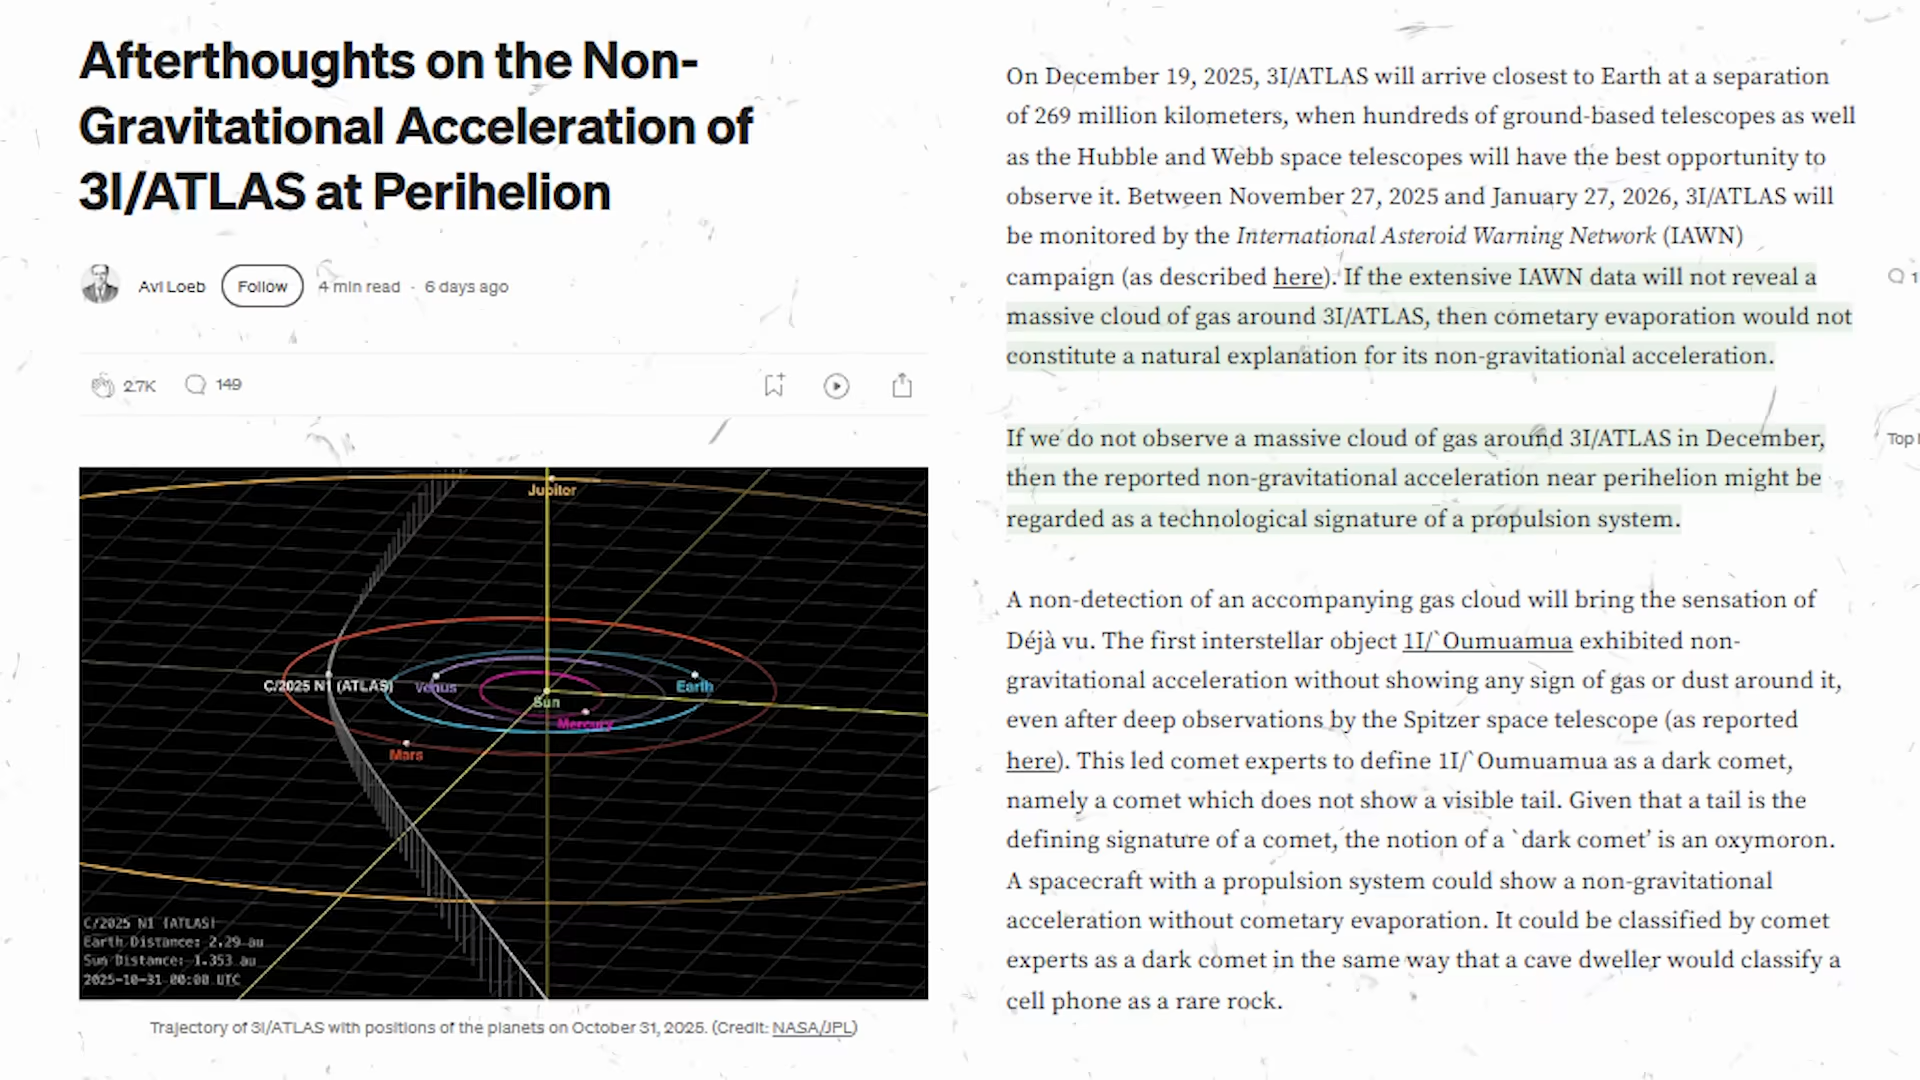 Afterthoughts on the Non-
Gravitational Acceleration of
3I/ATLAS at Perihelion
Avi Loeb
Follow
4 min read · 6 days ago
2.7K
149
Jupiter
C/2025 N1 (ATLAS)
Venus
Earth
Sun
Mercury
Mars
C/2025 N1 (ATLAS)
Earth Distance: 2.29 au
Sun Distance: 1.353 au
2025-10-31 00:00 UTC
Trajectory of 3I/ATLAS with positions of the planets on October 31, 2025. (Credit: NASA/JPL)
On December 19, 2025, 3I/ATLAS will arrive closest to Earth at a separation
of 269 million kilometers, when hundreds of ground-based telescopes as well
as the Hubble and Webb space telescopes will have the best opportunity to
observe it. Between November 27, 2025 and January 27, 2026, 3I/ATLAS will
be monitored by the International Asteroid Warning Network (IAWN)
campaign (as described here). If the extensive IAWN data will not reveal a
massive cloud of gas around 3I/ATLAS, then cometary evaporation would not
constitute a natural explanation for its non-gravitational acceleration.
If we do not observe a massive cloud of gas around 3I/ATLAS in December,
then the reported non-gravitational acceleration near perihelion might be
regarded as a technological signature of a propulsion system.
A non-detection of an accompanying gas cloud will bring the sensation of
Déjà vu. The first interstellar object 1I/`Oumuamua exhibited non-
gravitational acceleration without showing any sign of gas or dust around it,
even after deep observations by the Spitzer space telescope (as reported
here). This led comet experts to define 1I/`Oumuamua as a dark comet,
namely a comet which does not show a visible tail. Given that a tail is the
defining signature of a comet, the notion of a `dark comet' is an oxymoron.
A spacecraft with a propulsion system could show a non-gravitational
acceleration without cometary evaporation. It could be classified by comet
experts as a dark comet in the same way that a cave dweller would classify a
cell phone as a rare rock.
1
Top